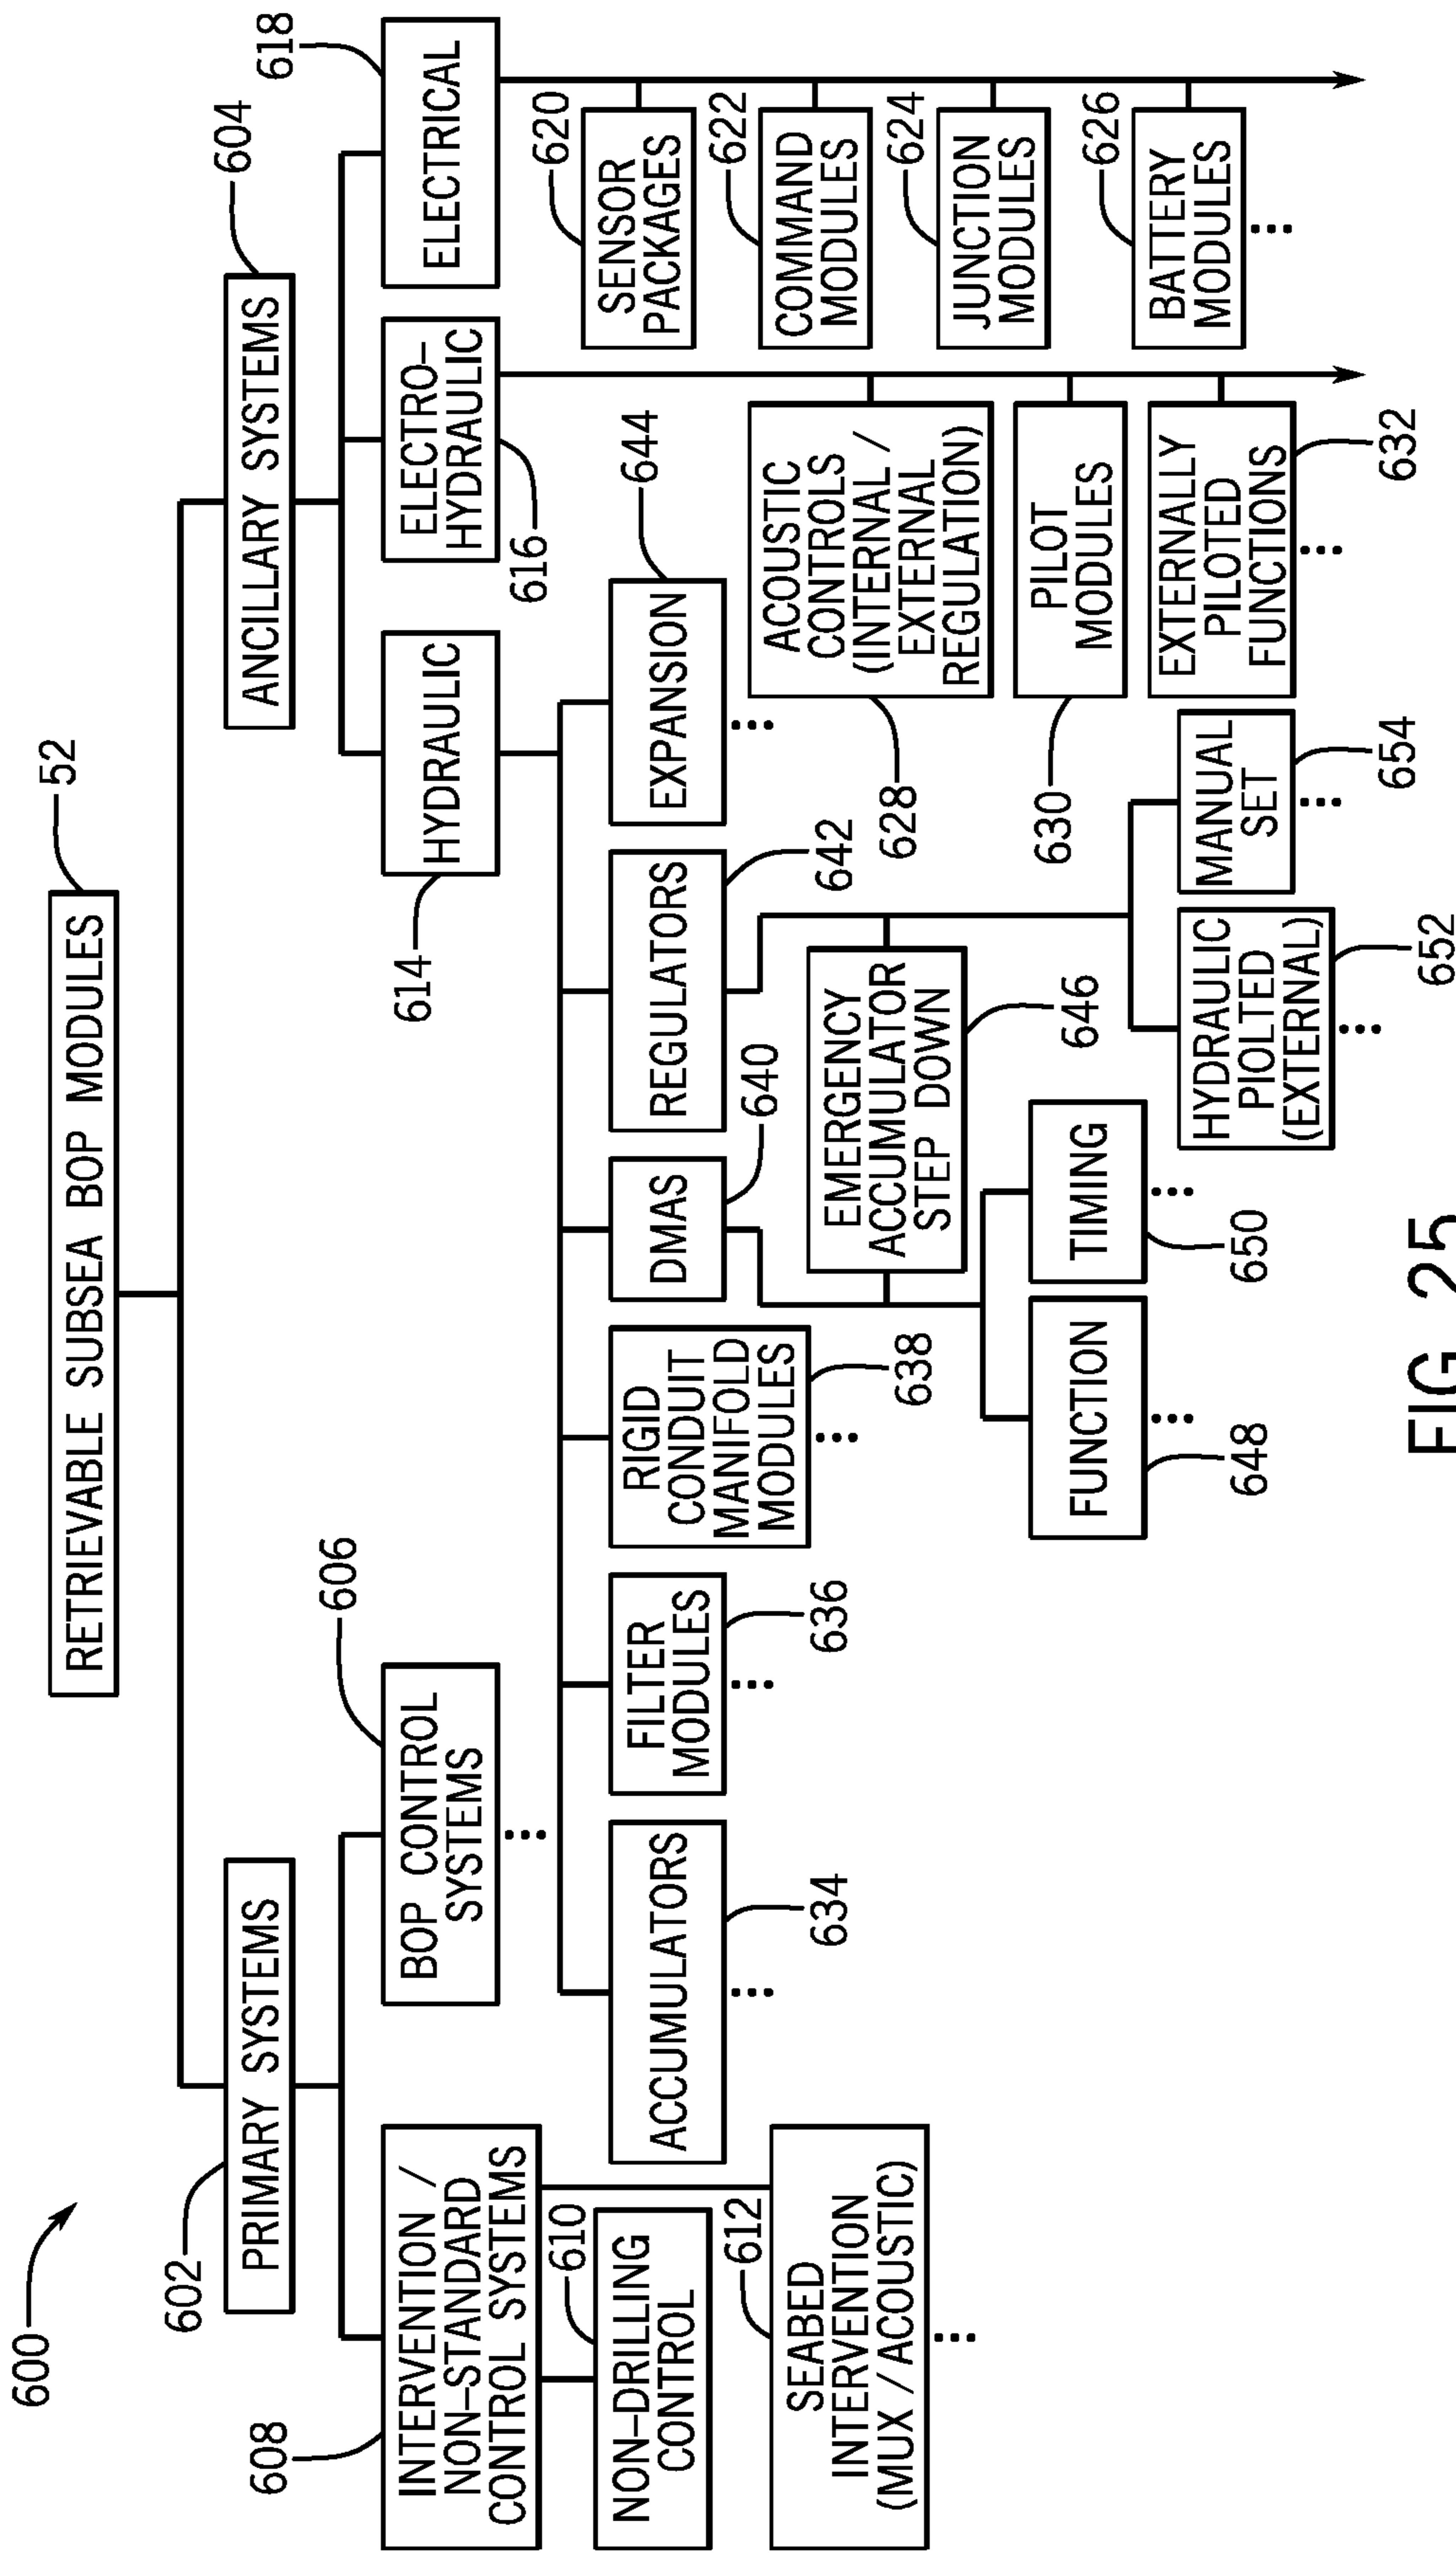 600
RETRIEVABLE SUBSEA BOP MODULES
52
602
PRIMARY SYSTEMS
ANCILLARY SYSTEMS
604
608
INTERVENTION /
NON-STANDARD
CONTROL SYSTEMS
BOP CONTROL
SYSTEMS
606
614
HYDRAULIC
ELECTRO-
HYDRAULIC
616
ELECTRICAL
618
610
NON-DRILLING
CONTROL
612
SEABED
INTERVENTION
(MUX / ACOUSTIC)
ACCUMULATORS
634
FILTER
MODULES
636
RIGID
CONDUIT
MANIFOLD
MODULES
638
DMAS
640
REGULATORS
642
EXPANSION
644
EMERGENCY
ACCUMULATOR
STEP DOWN
646
FUNCTION
648
TIMING
650
HYDRAULIC
PIOLTED
(EXTERNAL)
652
MANUAL
SET
654
ACOUSTIC
CONTROLS
(INTERNAL /
EXTERNAL
REGULATION)
628
PILOT
MODULES
630
EXTERNALLY
PILOTED
FUNCTIONS
632
620
SENSOR
PACKAGES
622
COMMAND
MODULES
624
JUNCTION
MODULES
626
BATTERY
MODULES
FIG. 25